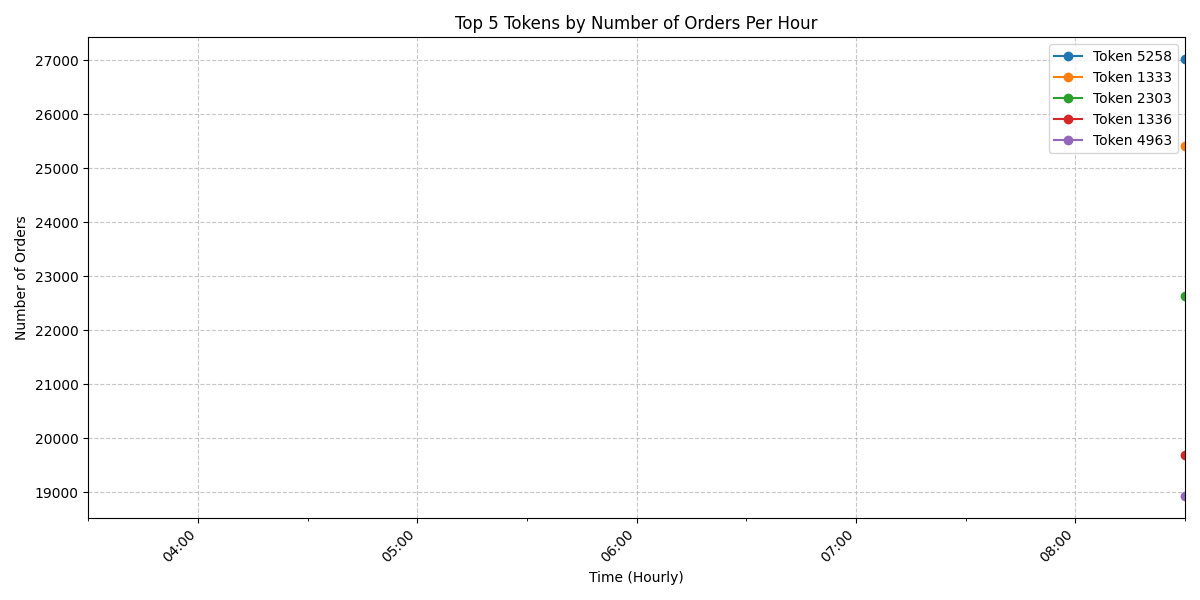 Top 5 Tokens by Number of Orders Per Hour
Token 5258
Token 1333
Token 2303
Token 1336
Token 4963
Number of Orders
27000
26000
25000
24000
23000
22000
21000
20000
19000
04:00
05:00
06:00
07:00
08:00
Time (Hourly)